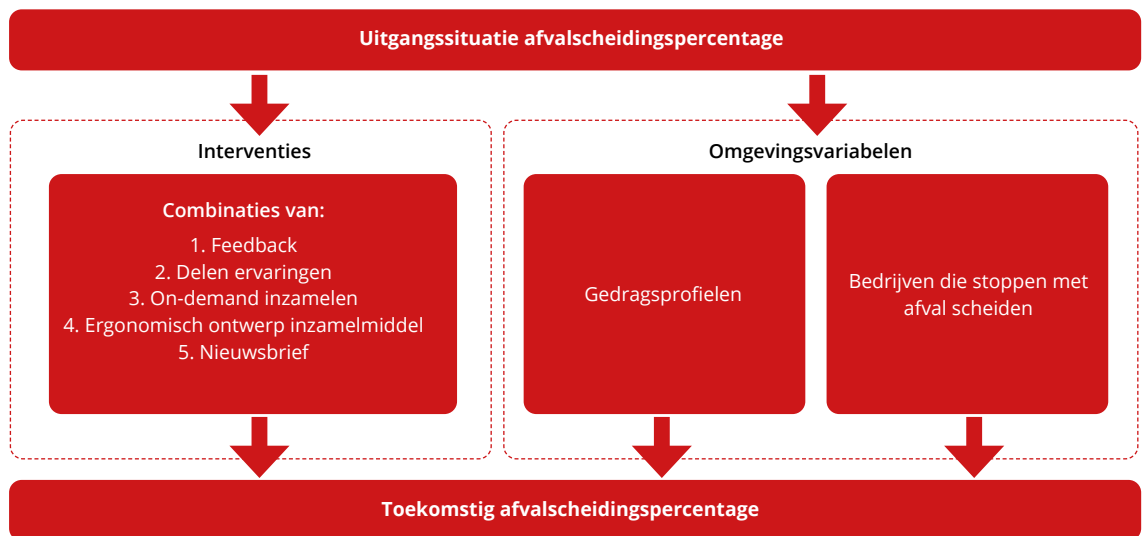 Uitgangssituatie afvalscheidingspercentage
Interventies
Combinaties van:
1. Feedback
2. Delen ervaringen
3. On-demand inzamelen
4. Ergonomisch ontwerp inzamelmiddel
5. Nieuwsbrief
Omgevingsvariabelen
Gedragsprofielen
Bedrijven die stoppen met
afval scheiden
Toekomstig afvalscheidingspercentage